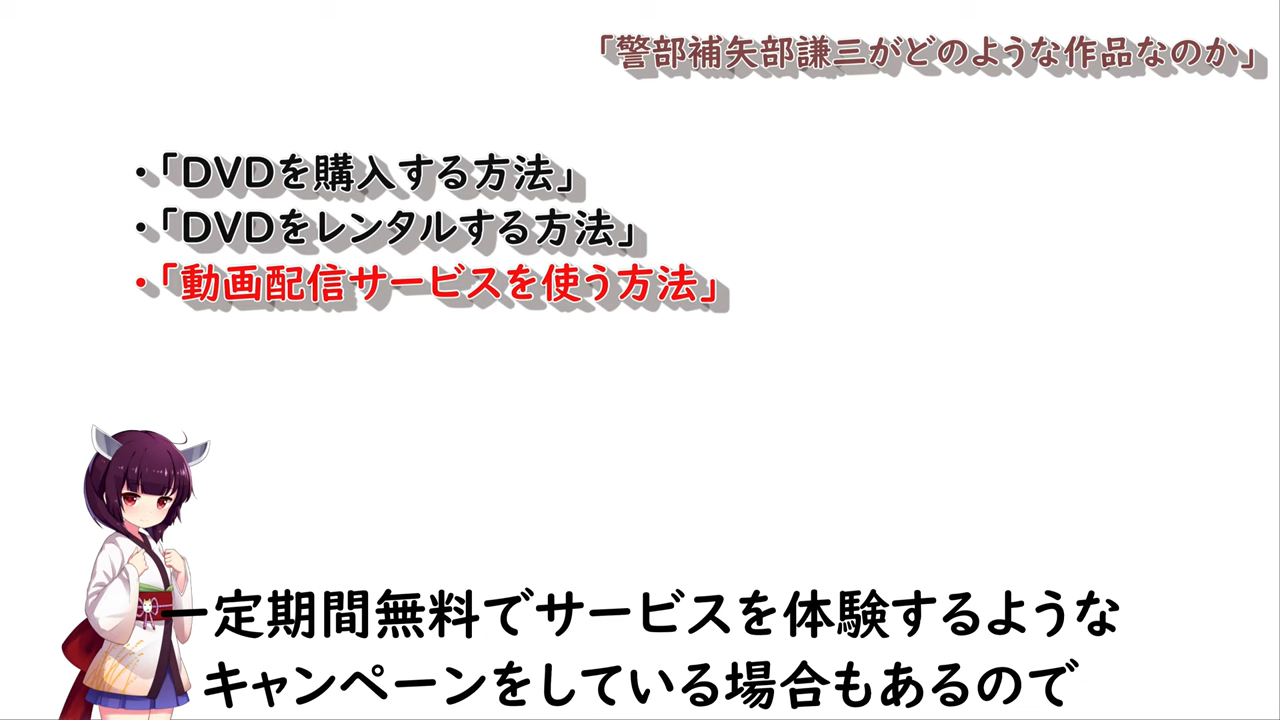 「警部補矢部謙三がどのような作品なのか」
・「DVDを購入する方法」
・「DVDをレンタルする方法」
・「動画配信サービスを使う方法」
一定期間無料でサービスを体験するような
キャンペーンをしている場合もあるので